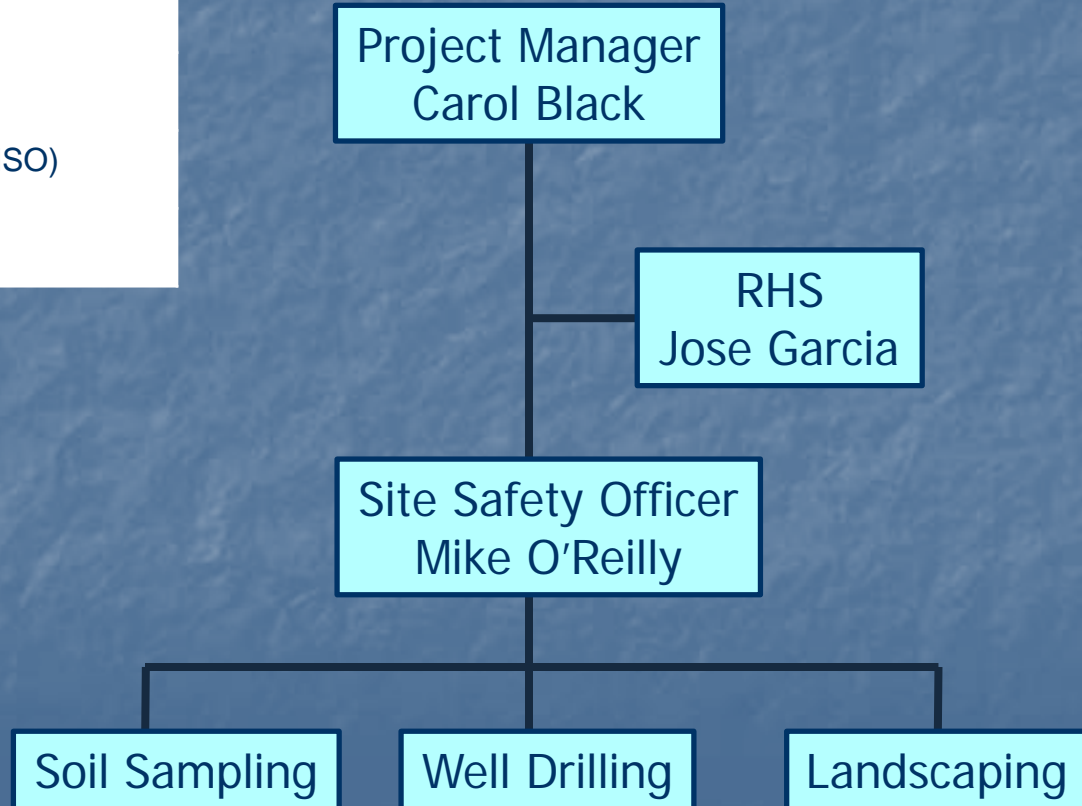 SO)
Project Manager
Carol Black
RHS
Jose Garcia
Site Safety Officer
Mike O’Reilly
Soil Sampling
Well Drilling
Landscaping